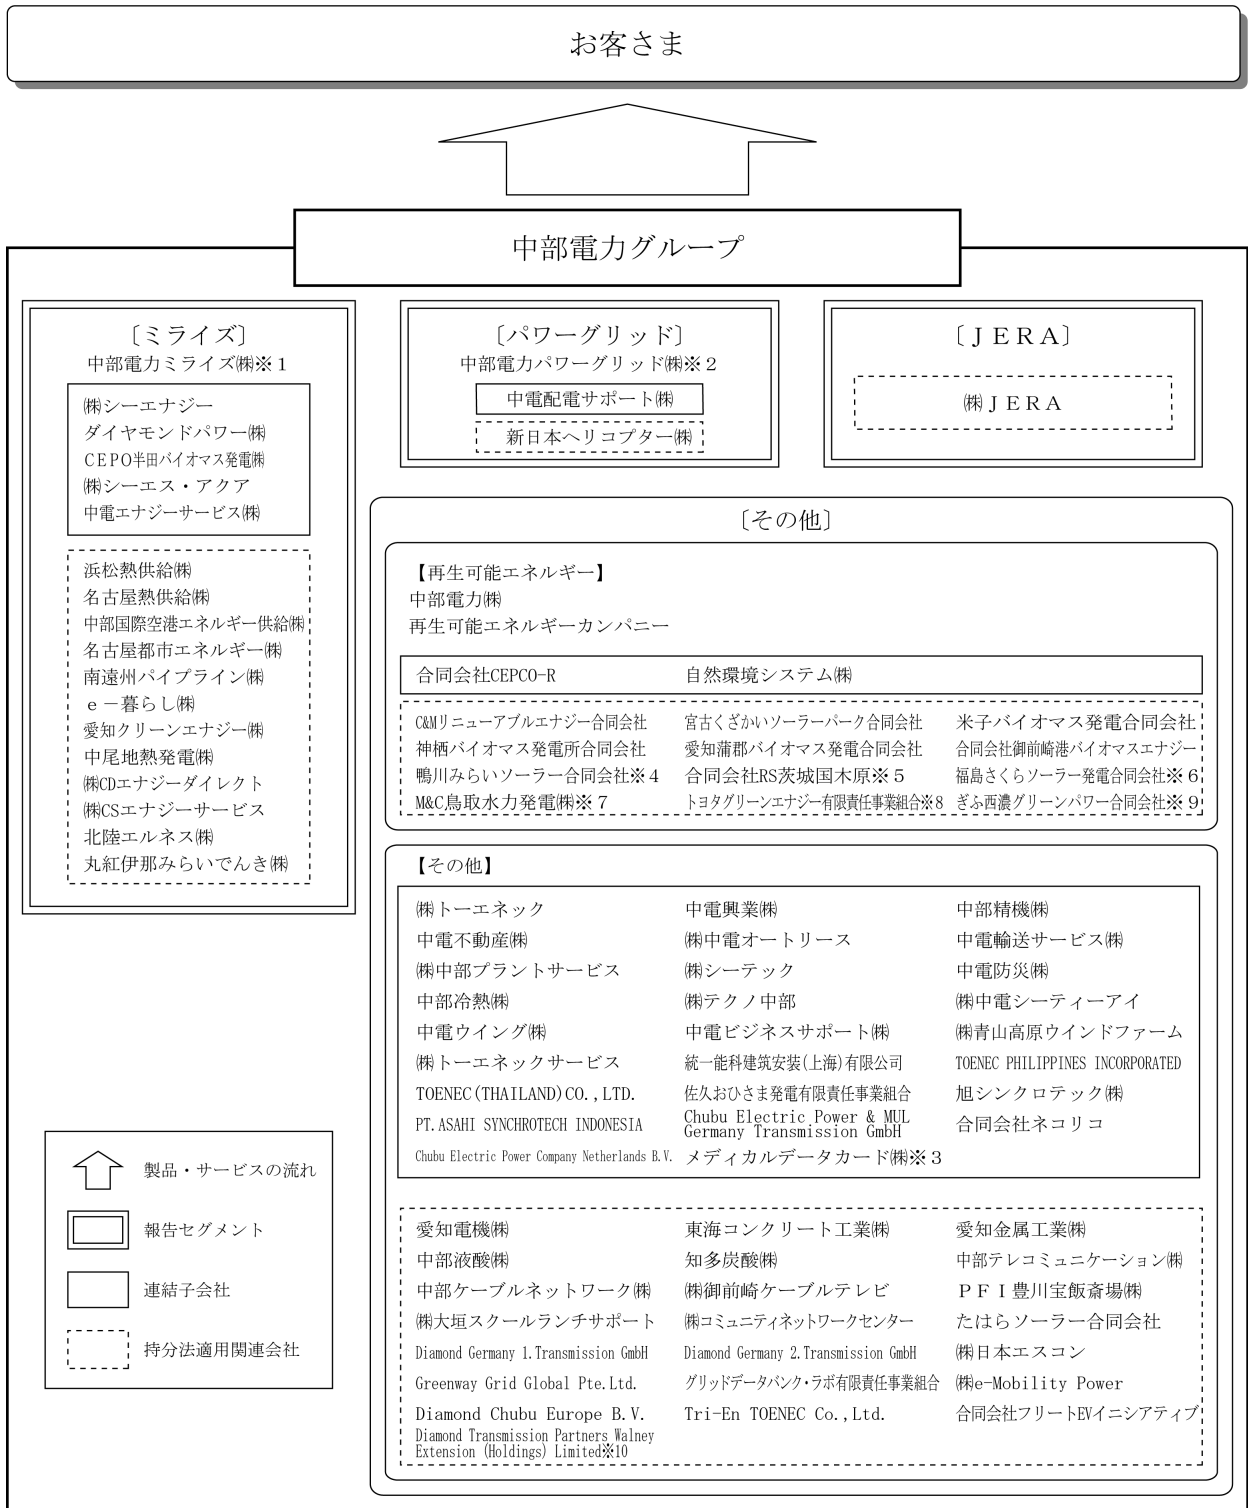 お客さま
中部電力グループ
〔ミライズ〕
中部電力ミライズ㈱※１
㈱シーエナジー
ダイヤモンドパワー㈱
CEPO半田バイオマス発電㈱
㈱シーエス・アクア
中電エナジーサービス㈱
浜松熱供給㈱
名古屋熱供給㈱
中部国際空港エネルギー供給㈱
名古屋都市エネルギー㈱
南遠州パイプライン㈱
ｅ－暮らし㈱
愛知クリーンエナジー㈱
中尾地熱発電㈱
㈱CDエナジーダイレクト
㈱CSエナジーサービス
北陸エルネス㈱
丸紅伊那みらいでんき㈱
〔パワーグリッド〕
中部電力パワーグリッド㈱※２
中電配電サポート㈱
新日本ヘリコプター㈱
〔ＪＥＲＡ〕
㈱ＪＥＲＡ
〔その他〕
【再生可能エネルギー】
中部電力㈱
再生可能エネルギーカンパニー
合同会社CEPCO-R 自然環境システム㈱
C&Mリニューアブルエナジー合同会社 宮古くざかいソーラーパーク合同会社 米子バイオマス発電合同会社
神栖バイオマス発電所合同会社 愛知蒲郡バイオマス発電合同会社 合同会社御前崎港バイオマスエナジー
鴨川みらいソーラー合同会社※４ 合同会社RS茨城国木原※５ 福島さくらソーラー発電合同会社※６
M&C鳥取水力発電㈱※７ トヨタグリーンエナジー有限責任事業組合※８ ぎふ西濃グリーンパワー合同会社※９
【その他】
㈱トーエネック 中電興業㈱ 中部精機㈱
中電不動産㈱ ㈱中電オートリース 中電輸送サービス㈱
㈱中部プラントサービス ㈱シーテック 中電防災㈱
中部冷熱㈱ ㈱テクノ中部 ㈱中電シーティーアイ
中電ウイング㈱ 中電ビジネスサポート㈱ ㈱青山高原ウインドファーム
㈱トーエネックサービス 統一能科建筑安装(上海)有限公司 TOENEC PHILIPPINES INCORPORATED
TOENEC(THAILAND)CO.,LTD. 佐久おひさま発電有限責任事業組合 旭シンクロテック㈱
PT.ASAHI SYNCHROTECH INDONESIA Chubu Electric Power & MUL
Germany Transmission GmbH 合同会社ネコリコ
Chubu Electric Power Company Netherlands B.V. メディカルデータカード㈱※３
愛知電機㈱ 東海コンクリート工業㈱ 愛知金属工業㈱
中部液酸㈱ 知多炭酸㈱ 中部テレコミュニケーション㈱
中部ケーブルネットワーク㈱ ㈱御前崎ケーブルテレビ ＰＦＩ豊川宝飯斎場㈱
㈱大垣スクールランチサポート ㈱コミュニティネットワークセンター たはらソーラー合同会社
Diamond Germany 1.Transmission GmbH Diamond Germany 2.Transmission GmbH ㈱日本エスコン
Greenway Grid Global Pte.Ltd. グリッドデータバンク・ラボ有限責任事業組合 ㈱e-Mobility Power
Diamond Chubu Europe B.V. Tri-En TOENEC Co.,Ltd. 合同会社フリートEVイニシアティブ
Diamond Transmission Partners Walney
Extension (Holdings) Limited※10
製品・サービスの流れ
報告セグメント
連結子会社
持分法適用関連会社